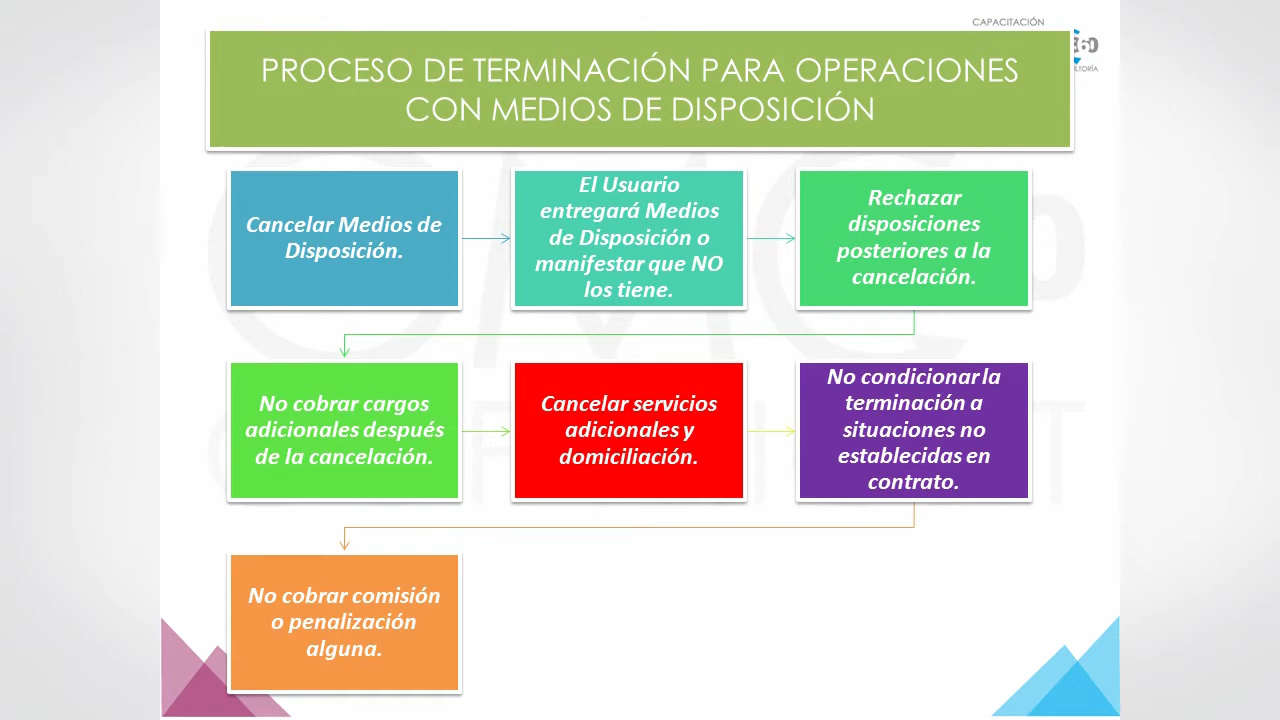 CAPACITACIÓN
PROCESO DE TERMINACIÓN PARA OPERACIONES
CON MEDIOS DE DISPOSICIÓN
Cancelar Medios de
Disposición.
El Usuario
entregará Medios
de Disposición o
manifestar que NO
los tiene.
Rechazar
disposiciones
posteriores a la
cancelación.
No cobrar cargos
adicionales después
de la cancelación.
Cancelar servicios
adicionales y
domiciliación.
No condicionar la
terminación a
situaciones no
establecidas en
contrato.
No cobrar comisión
o penalización
alguna.